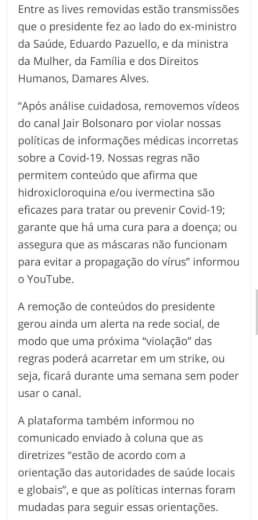 Entre as lives removidas estão transmissões
que o presidente fez ao lado do ex-ministro
da Saúde, Eduardo Pazuello, e da ministra
da Mulher, da Família e dos Direitos
Humanos, Damares Alves.
“Após análise cuidadosa, removemos vídeos
do canal Jair Bolsonaro por violar nossas
políticas de informações médicas incorretas
sobre a Covid-19. Nossas regras não
permitem conteúdo que afirma que
hidroxicloroquina e/ou ivermectina são
eficazes para tratar ou prevenir Covid-19;
garante que há uma cura para a doença; ou
assegura que as máscaras não funcionam
para evitar a propagação do vírus” informou
o YouTube.
A remoção de conteúdos do presidente
gerou ainda um alerta na rede social, de
modo que uma próxima “violação” das
regras poderá acarretar em um strike, ou
seja, ficará durante uma semana sem poder
usar o canal.
A plataforma também informou no
comunicado enviado à coluna que as
diretrizes “estão de acordo com a
orientação das autoridades de saúde locais
e globais”, e que as políticas internas foram
mudadas para seguir essas orientações.